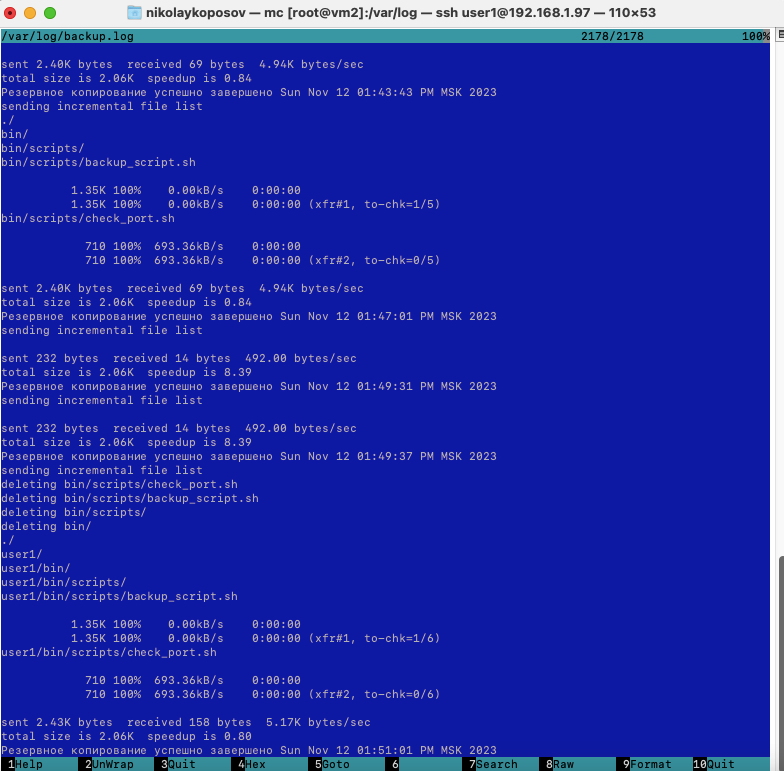 nikolaykoposov — mc [root@vm2]:/var/log — ssh user1@192.168.1.97 — 110×53
/var/log/backup.log 2178/2178 100%
sent 2.40K bytes  received 69 bytes  4.94K bytes/sec
total size is 2.06K  speedup is 0.84
Резервное копирование успешно завершено Sun Nov 12 01:43:43 PM MSK 2023
sending incremental file list
./
bin/
bin/scripts/
bin/scripts/backup_script.sh
1.35K 100%    0.00kB/s    0:00:00
1.35K 100%    0.00kB/s    0:00:00 (xfr#1, to-chk=1/5)
bin/scripts/check_port.sh
710 100%  693.36kB/s    0:00:00
710 100%  693.36kB/s    0:00:00 (xfr#2, to-chk=0/5)
sent 2.40K bytes  received 69 bytes  4.94K bytes/sec
total size is 2.06K  speedup is 0.84
Резервное копирование успешно завершено Sun Nov 12 01:47:01 PM MSK 2023
sending incremental file list
sent 232 bytes  received 14 bytes  492.00 bytes/sec
total size is 2.06K  speedup is 8.39
Резервное копирование успешно завершено Sun Nov 12 01:49:31 PM MSK 2023
sending incremental file list
sent 232 bytes  received 14 bytes  492.00 bytes/sec
total size is 2.06K  speedup is 8.39
Резервное копирование успешно завершено Sun Nov 12 01:49:37 PM MSK 2023
sending incremental file list
deleting bin/scripts/check_port.sh
deleting bin/scripts/backup_script.sh
deleting bin/scripts/
deleting bin/
./
user1/
user1/bin/
user1/bin/scripts/
user1/bin/scripts/backup_script.sh
1.35K 100%    0.00kB/s    0:00:00
1.35K 100%    0.00kB/s    0:00:00 (xfr#1, to-chk=1/6)
user1/bin/scripts/check_port.sh
710 100%  693.36kB/s    0:00:00
710 100%  693.36kB/s    0:00:00 (xfr#2, to-chk=0/6)
sent 2.43K bytes  received 158 bytes  5.17K bytes/sec
total size is 2.06K  speedup is 0.80
Резервное копирование успешно завершено Sun Nov 12 01:51:01 PM MSK 2023
1Help 2UnWrap 3Quit 4Hex 5Goto 6 7Search 8Raw 9Format 10Quit